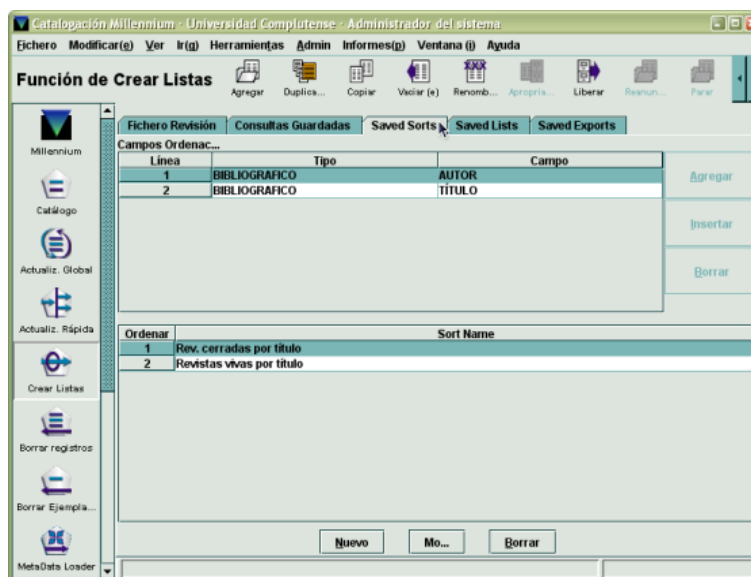 Catalogación Millennium · Universidad Complutense · Administrador del sistema
Fichero Modificar(e) Ver Ir(g) Herramientas Admin Informes(p) Ventana (i) Ayuda
Función de Crear Listas
Agregar Duplica... Copiar Vaciar (e) Renomb... Apropria... Liberar Reanun... Parar
Millennium
Catálogo
Actualiz. Global
Actualiz. Rápida
Crear Listas
Borrar registros
Borrar Ejempla...
MetaData Loader
Fichero Revisión Consultas Guardadas Saved Sorts Saved Lists Saved Exports
Campos Ordenac...
Línea Tipo Campo
1 BIBLIOGRAFICO AUTOR
2 BIBLIOGRAFICO TÍTULO
Agregar
Insertar
Borrar
Ordenar Sort Name
1 Rev. cerradas por título
2 Revistas vivas por título
Nuevo Mo... Borrar